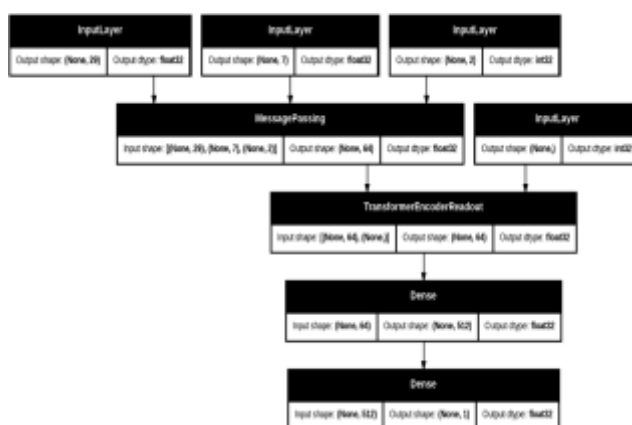 InputLayer InputLayer InputLayer
Output shape: (None, 29) Output dtype: float32 Output shape: (None, 7) Output dtype: float32 Output shape: (None, 2) Output dtype: int32
MessagePassing InputLayer
Input shape: [(None, 29), (None, 7), (None, 2)] Output shape: (None, 64) Output dtype: float32 Output shape: (None,) Output dtype: int32
TransformerEncoderReadout
Input shape: [(None, 64), (None,)] Output shape: (None, 64) Output dtype: float32
Dense
Input shape: (None, 64) Output shape: (None, 512) Output dtype: float32
Dense
Input shape: (None, 512) Output shape: (None, 1) Output dtype: float32